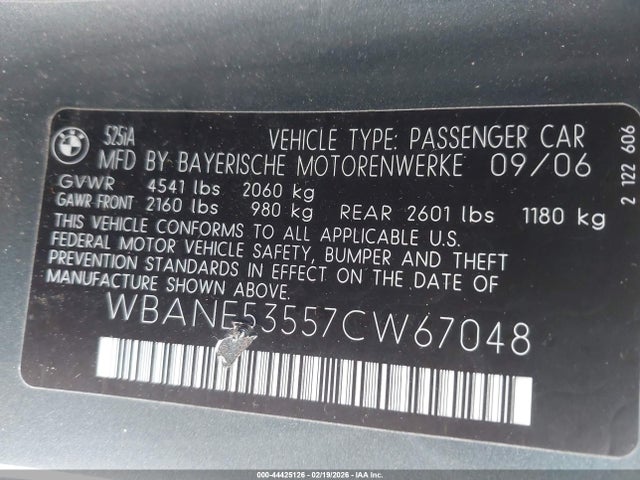 BMW
525iA
VEHICLE TYPE: PASSENGER CAR
MFD BY BAYERISCHE MOTORENWERKE 09/06
GVWR 4541 lbs 2060 kg
GAWR FRONT 2160 lbs 980 kg REAR 2601 lbs 1180 kg
THIS VEHICLE CONFORMS TO ALL APPLICABLE U.S.
FEDERAL MOTOR VEHICLE SAFETY, BUMPER AND THEFT
PREVENTION STANDARDS IN EFFECT ON THE DATE OF
MANUFACTURE SHOWN ABOVE.
WBANE53557CW67048
2 122 606
000-44425126 - 02/19/2026 - IAA Inc.